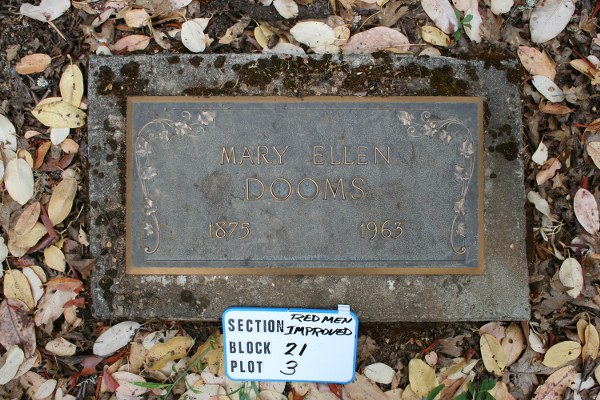 MARY ELLEN
DOOMS
1875 1963
SECTION RED MEN
IMPROVED
BLOCK 21
PLOT 3